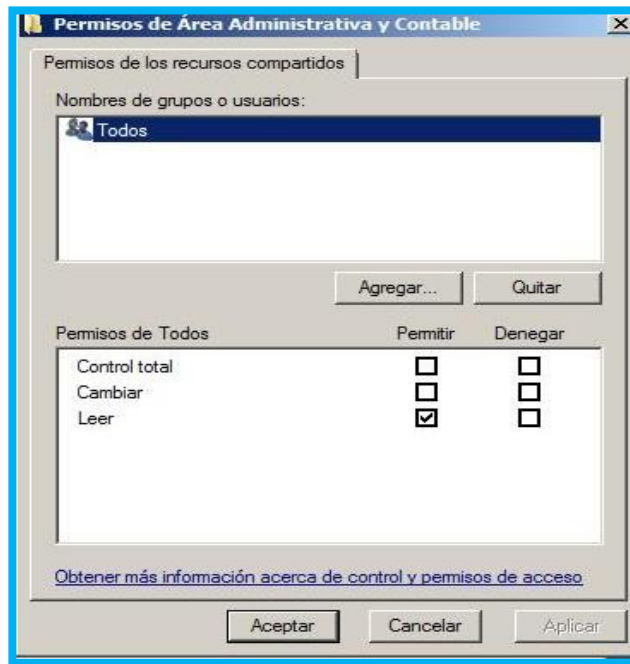 Permisos de Área Administrativa y Contable
Permisos de los recursos compartidos
Nombres de grupos o usuarios:
Todos
Agregar... Quitar
Permisos de Todos Permitir Denegar
Control total
Cambiar
Leer
Obtener más información acerca de control y permisos de acceso
Aceptar Cancelar Aplicar